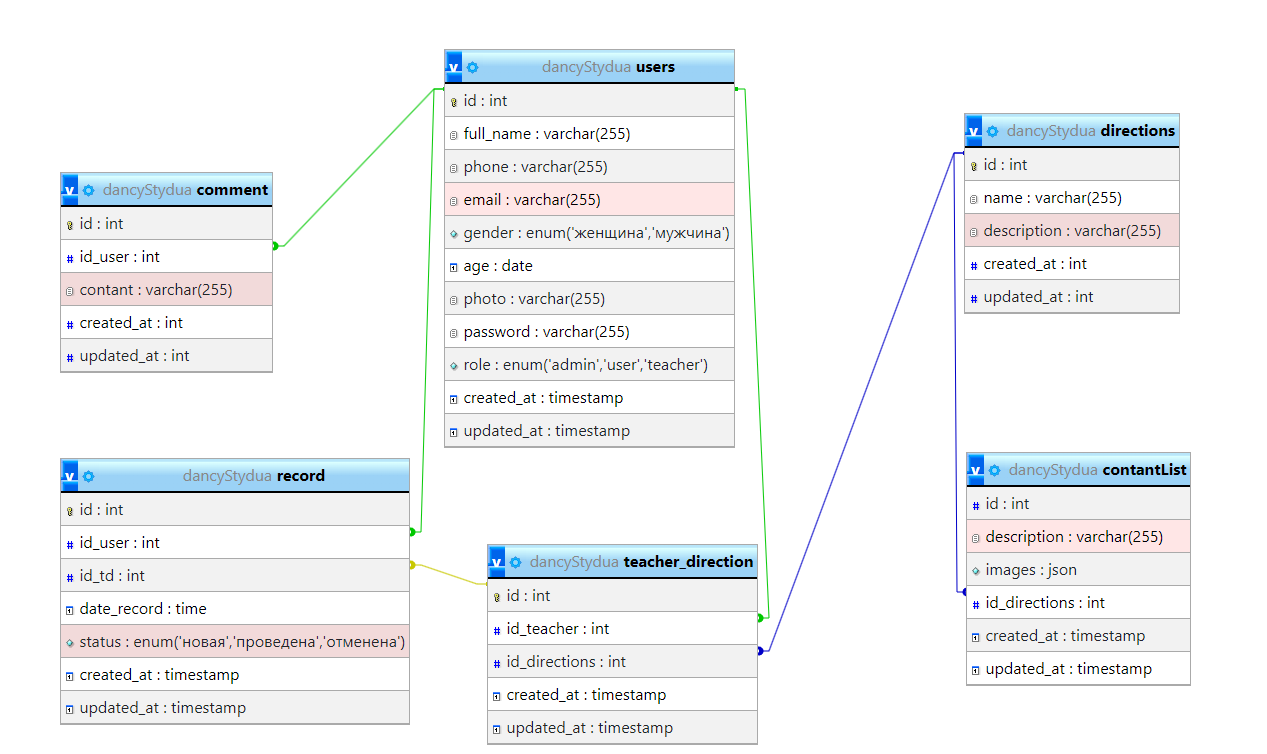 dancyStydua users
id : int
full_name : varchar(255)
phone : varchar(255)
email : varchar(255)
gender : enum('женщина','мужчина')
age : date
photo : varchar(255)
password : varchar(255)
role : enum('admin','user','teacher')
created_at : timestamp
updated_at : timestamp
dancyStydua directions
id : int
name : varchar(255)
description : varchar(255)
created_at : int
updated_at : int
dancyStydua comment
id : int
id_user : int
contant : varchar(255)
created_at : int
updated_at : int
dancyStydua record
id : int
id_user : int
id_td : int
date_record : time
status : enum('новая','проведена','отменена')
created_at : timestamp
updated_at : timestamp
dancyStydua teacher_direction
id : int
id_teacher : int
id_directions : int
created_at : timestamp
updated_at : timestamp
dancyStydua contantList
id : int
description : varchar(255)
images : json
id_directions : int
created_at : timestamp
updated_at : timestamp